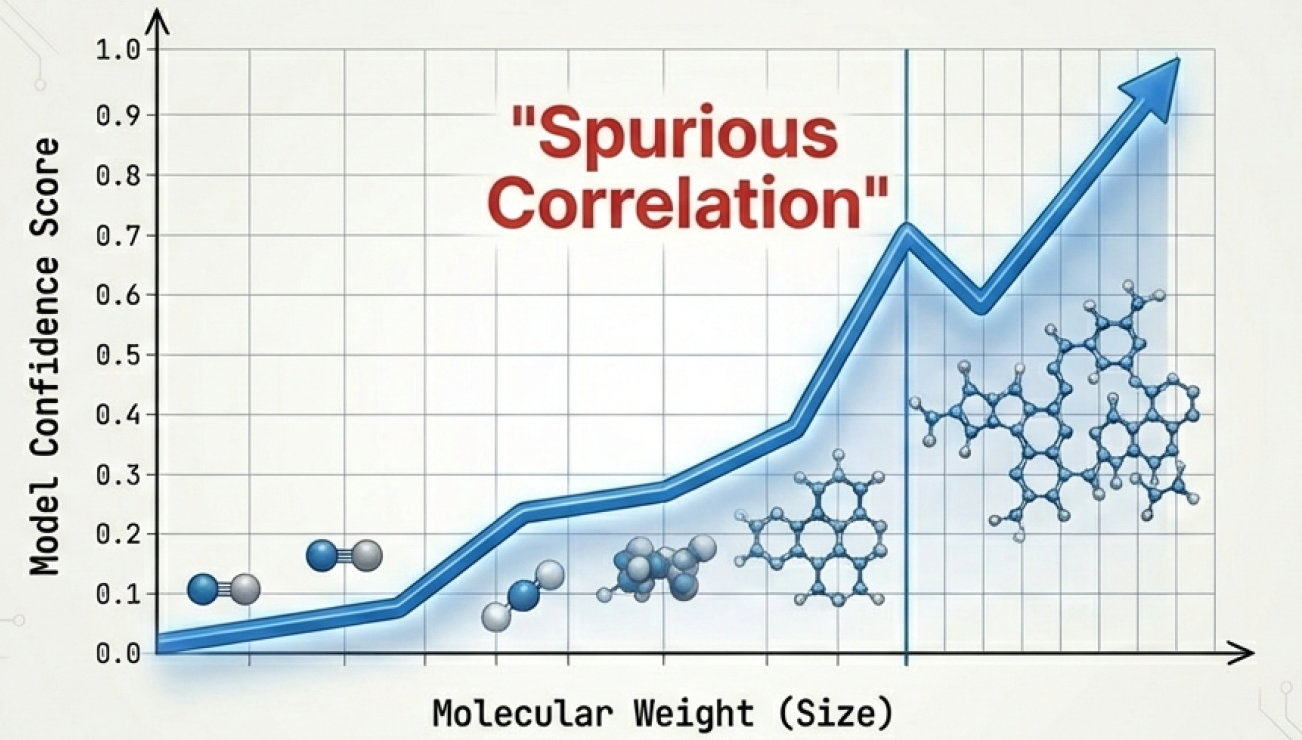 1.0
0.9
0.8
0.7
0.6
0.5
0.4
0.3
0.2
0.1
0.0
Model Confidence Score
"Spurious
Correlation"
Molecular Weight (Size)